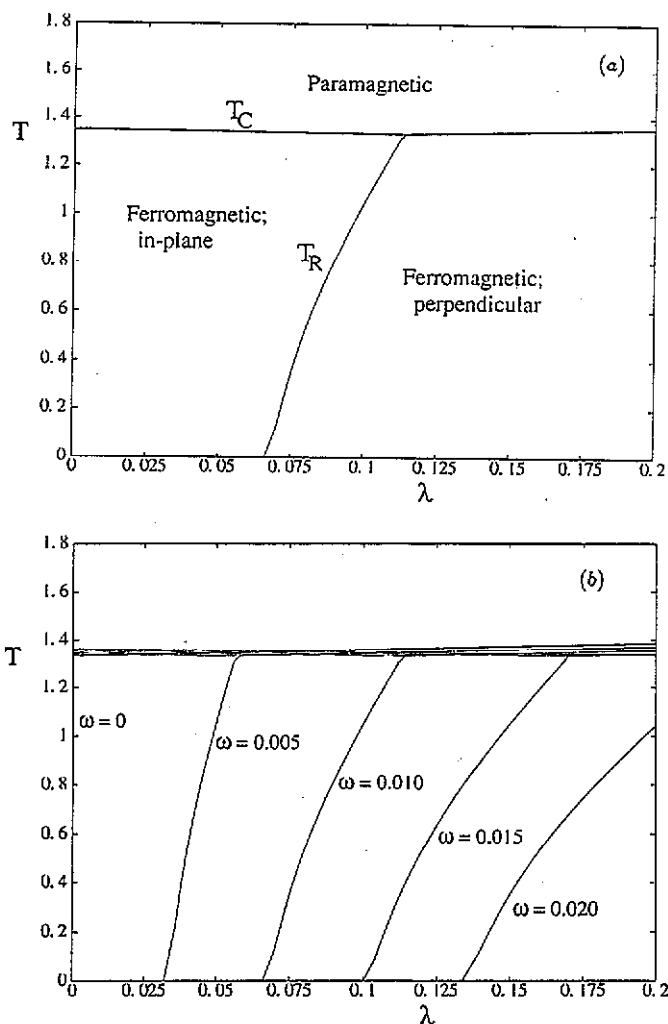 1.8
(a)
1.6
Paramagnetic
1.4
T_C
T
1.2
Ferromagnetic;
in-plane
1
0.8
T_R
Ferromagnetic;
perpendicular
0.6
0.4
0.2
0
0 0.025 0.05 0.075 0.1 0.125 0.15 0.175 0.2
λ
1.8
(b)
1.6
1.4
T
1.2
1
ω = 0
ω = 0.005
0.8
ω = 0.010
0.6
ω = 0.015
0.4
ω = 0.020
0.2
0
0 0.025 0.05 0.075 0.1 0.125 0.15 0.175 0.2
λ